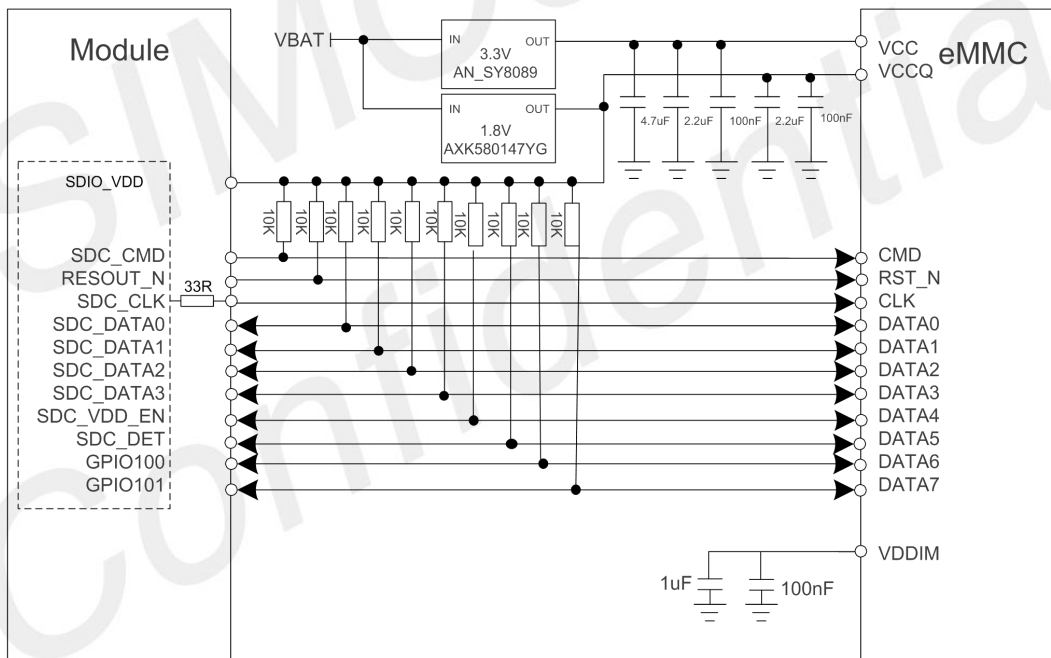 Module
VBAT
IN
OUT
3.3V
AN_SY8089
IN
OUT
1.8V
AXK580147YG
VCC
VCCQ
eMMC
4.7uF
2.2uF
100nF
2.2uF
100nF
SDIO_VDD
10K
10K
10K
10K
10K
10K
10K
10K
10K
10K
SDC_CMD
RESOUT_N
SDC_CLK
33R
SDC_DATA0
SDC_DATA1
SDC_DATA2
SDC_DATA3
SDC_VDD_EN
SDC_DET
GPIO100
GPIO101
CMD
RST_N
CLK
DATA0
DATA1
DATA2
DATA3
DATA4
DATA5
DATA6
DATA7
VDDIM
1uF
100nF
Confidential